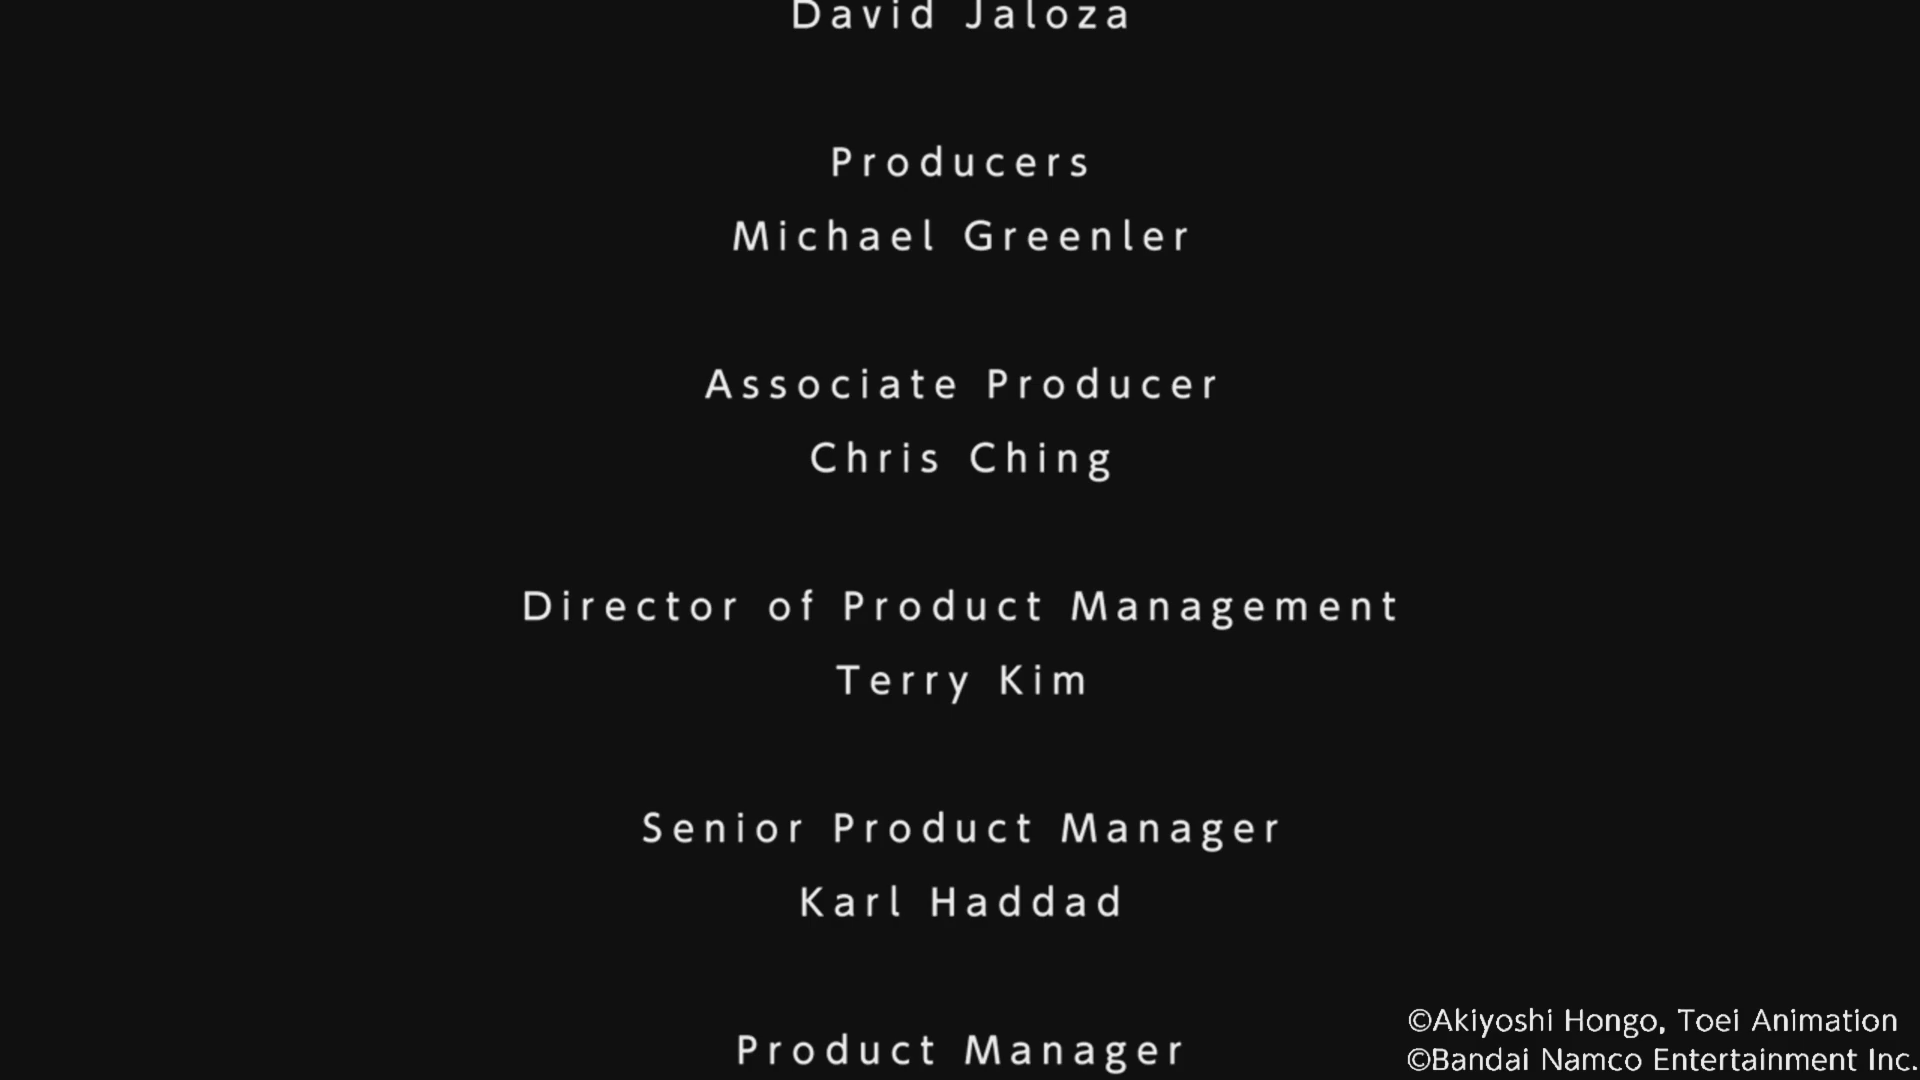 David Jaloza
Producers
Michael Greenler
Associate Producer
Chris Ching
Director of Product Management
Terry Kim
Senior Product Manager
Karl Haddad
Product Manager
©Akiyoshi Hongo, Toei Animation
©Bandai Namco Entertainment Inc.